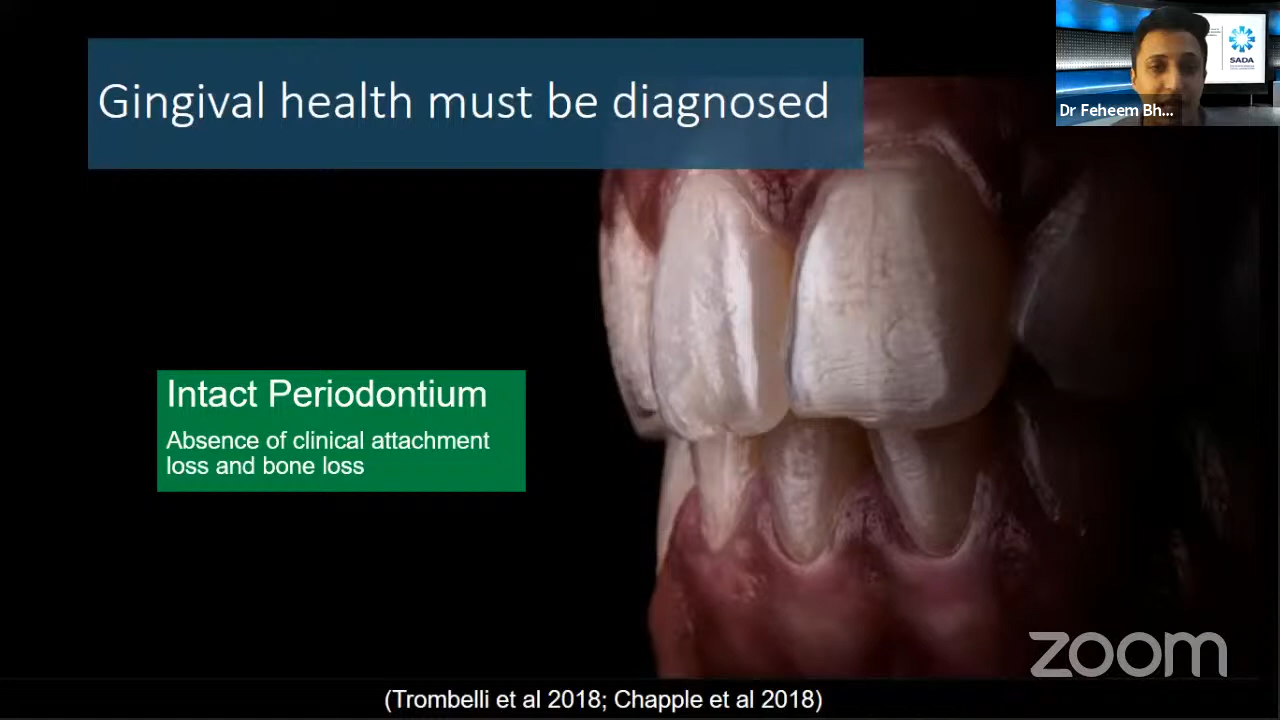 Gingival health must be diagnosed
SADA
Dr Feheem Bh...
Intact Periodontium
Absence of clinical attachment
loss and bone loss
zoom
(Trombelli et al 2018; Chapple et al 2018)